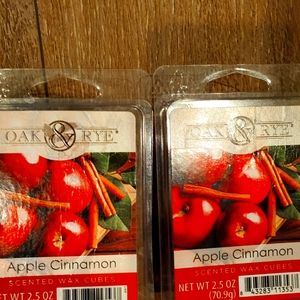 OAK & RYE
Apple Cinnamon
SCENTED WAX CUBES
NET WT 2.5 OZ
OAK & RYE
Apple Cinnamon
SCENTED WAX CUBES
NET WT 2.5 OZ
(70.9g)